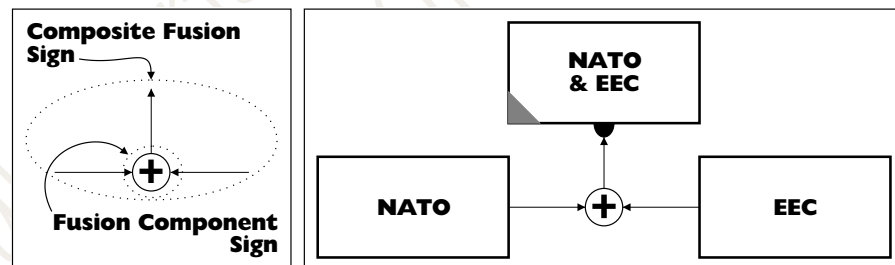 Composite Fusion
Sign
+
Fusion Component
Sign
NATO
& EEC
NATO
+
EEC